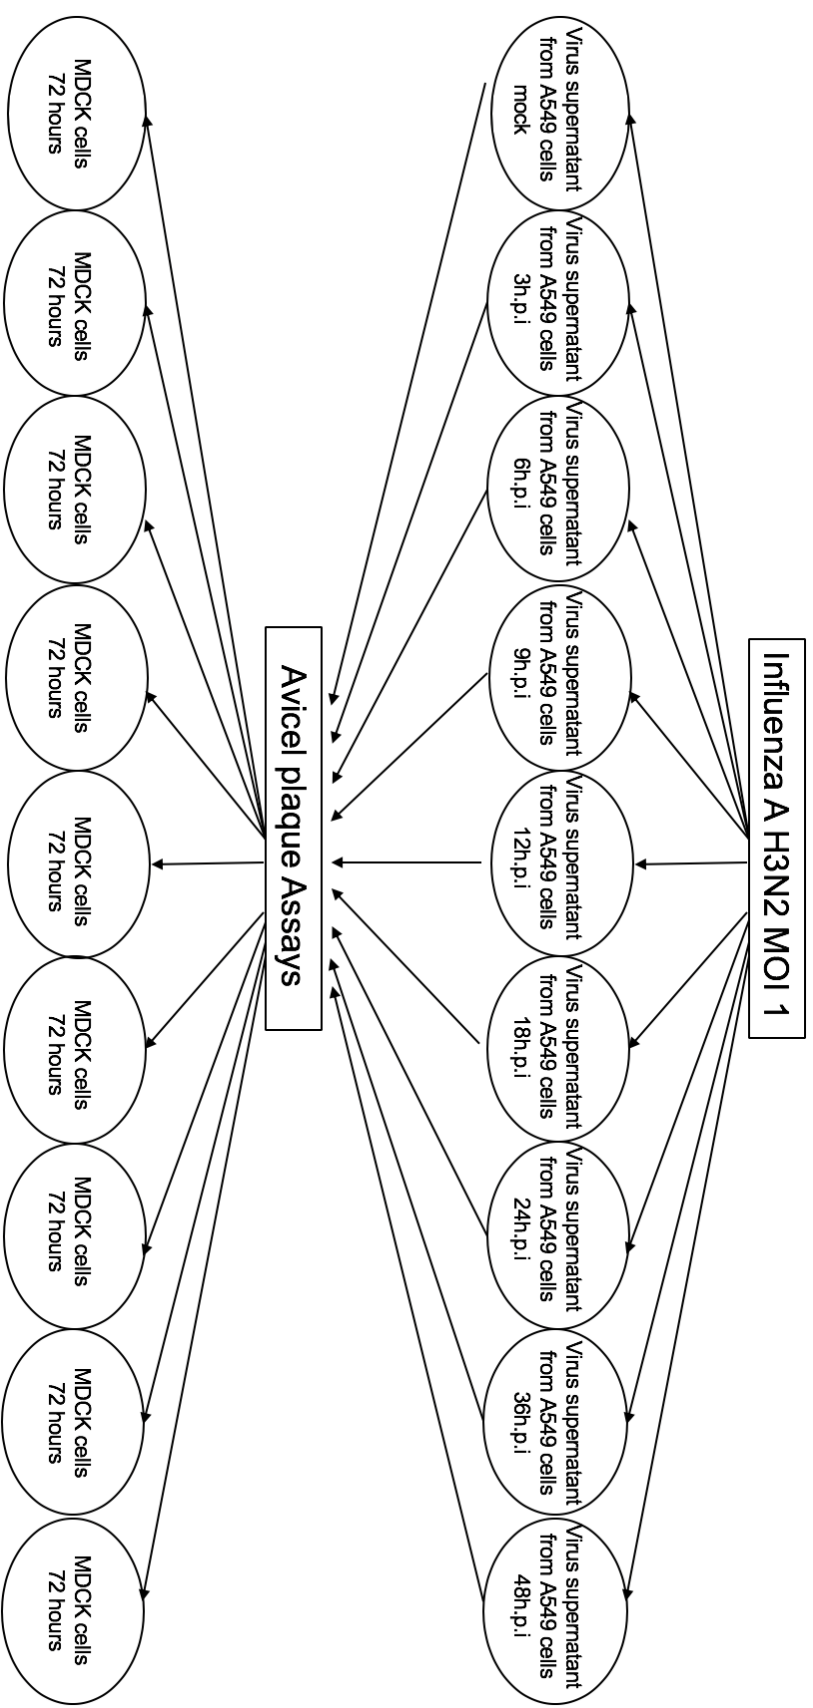 Influenza A H3N2 MOI 1
Virus supernatant
from A549 cells
mock
Virus supernatant
from A549 cells
3h.p.i
Virus supernatant
from A549 cells
6h.p.i
Virus supernatant
from A549 cells
9h.p.i
Virus supernatant
from A549 cells
12h.p.i
Virus supernatant
from A549 cells
18h.p.i
Virus supernatant
from A549 cells
24h.p.i
Virus supernatant
from A549 cells
36h.p.i
Virus supernatant
from A549 cells
48h.p.i
Avicel plaque Assays
MDCK cells
72 hours
MDCK cells
72 hours
MDCK cells
72 hours
MDCK cells
72 hours
MDCK cells
72 hours
MDCK cells
72 hours
MDCK cells
72 hours
MDCK cells
72 hours
MDCK cells
72 hours